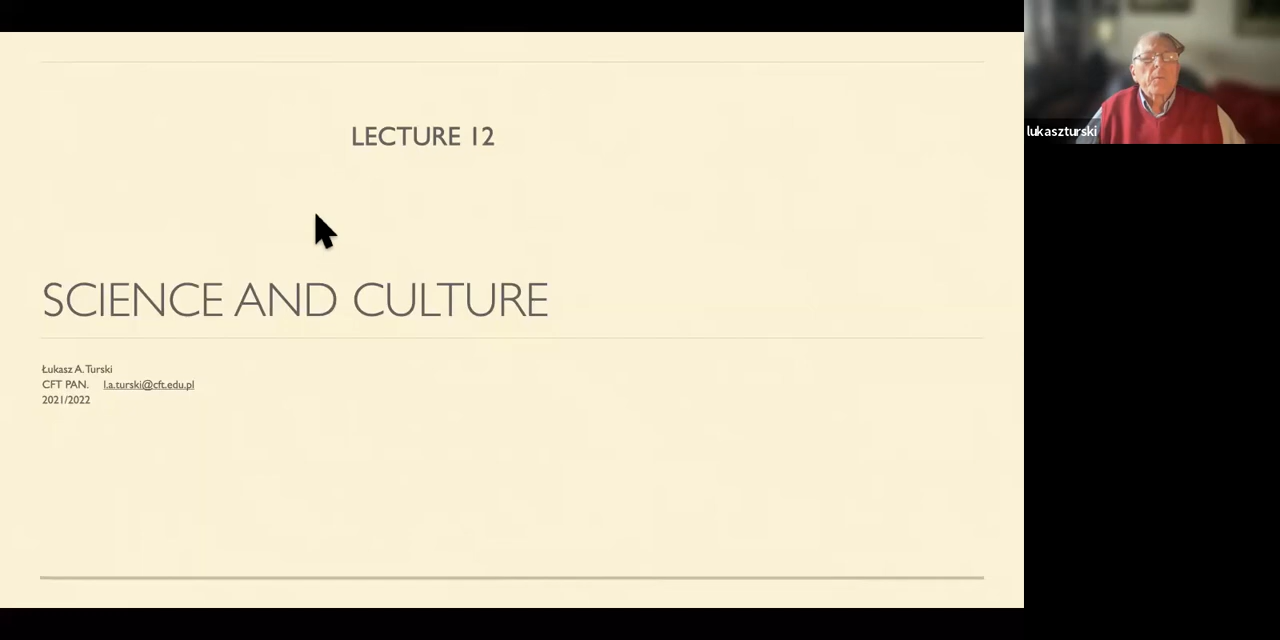 LECTURE 12
SCIENCE AND CULTURE
Łukasz A. Turski
CFT PAN. l.a.turski@cft.edu.pl
2021/2022
lukaszturski